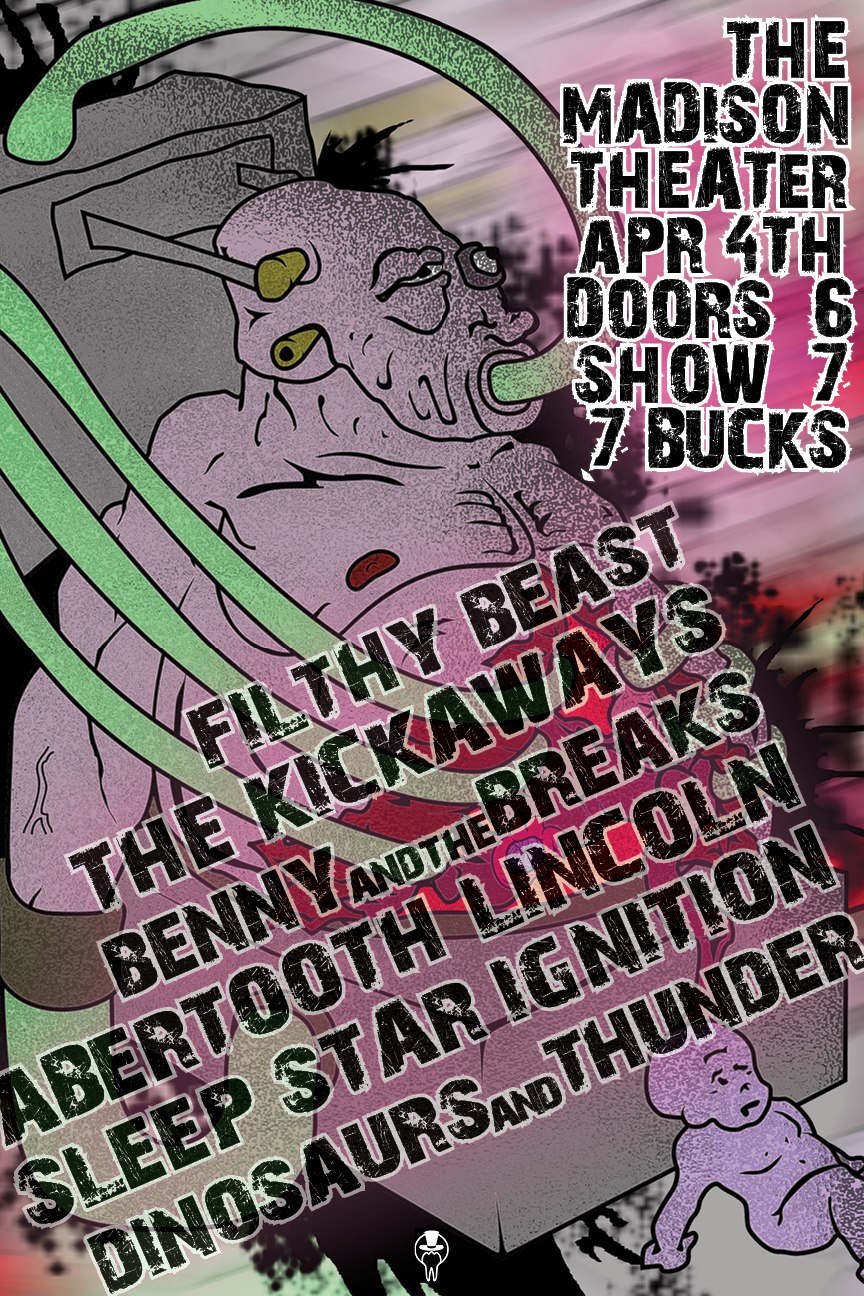 THE
MADISON
THEATER
APR 4TH
DOORS 6
SHOW 7
7 BUCKS
FILTHY BEAST
THE KICKAWAYS
BENNY AND THE BREAKS
ABERTOOTH LINCOLN
SLEEP STAR IGNITION
DINOSAURS AND THUNDER